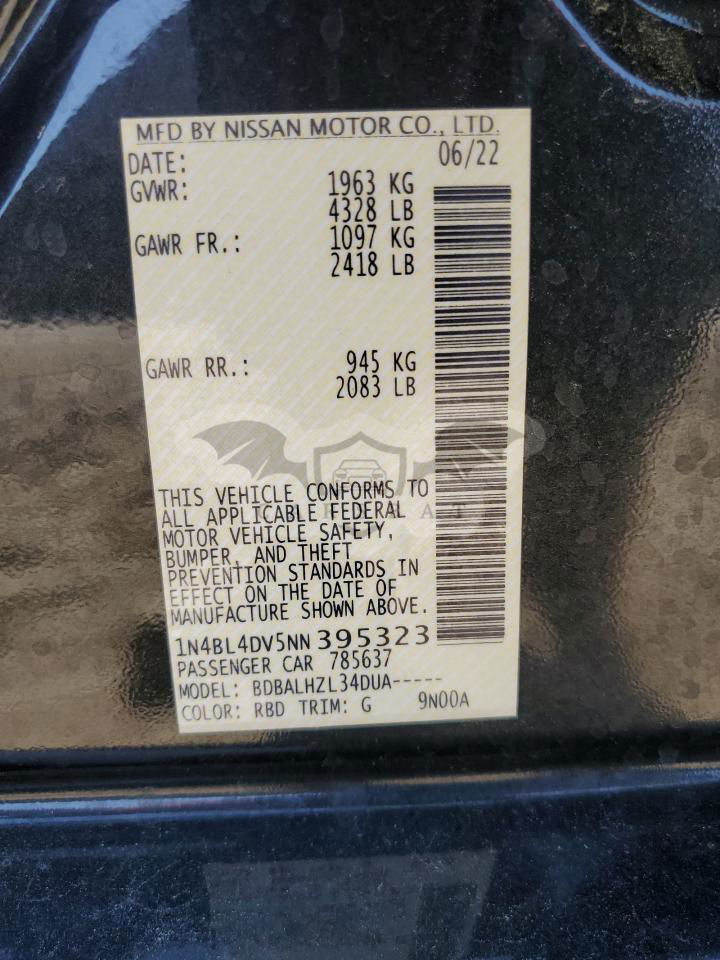 MFD BY NISSAN MOTOR CO., LTD.
DATE: 06/22
GVWR: 1963 KG
4328 LB
GAWR FR.: 1097 KG
2418 LB
GAWR RR.: 945 KG
2083 LB
THIS VEHICLE CONFORMS TO
ALL APPLICABLE FEDERAL
MOTOR VEHICLE SAFETY,
BUMPER, AND THEFT
PREVENTION STANDARDS IN
EFFECT ON THE DATE OF
MANUFACTURE SHOWN ABOVE.
1N4BL4DV5NN395323
PASSENGER CAR 785637
MODEL: BDBALHZL34DUA-----
COLOR: RBD TRIM: G 9N00A